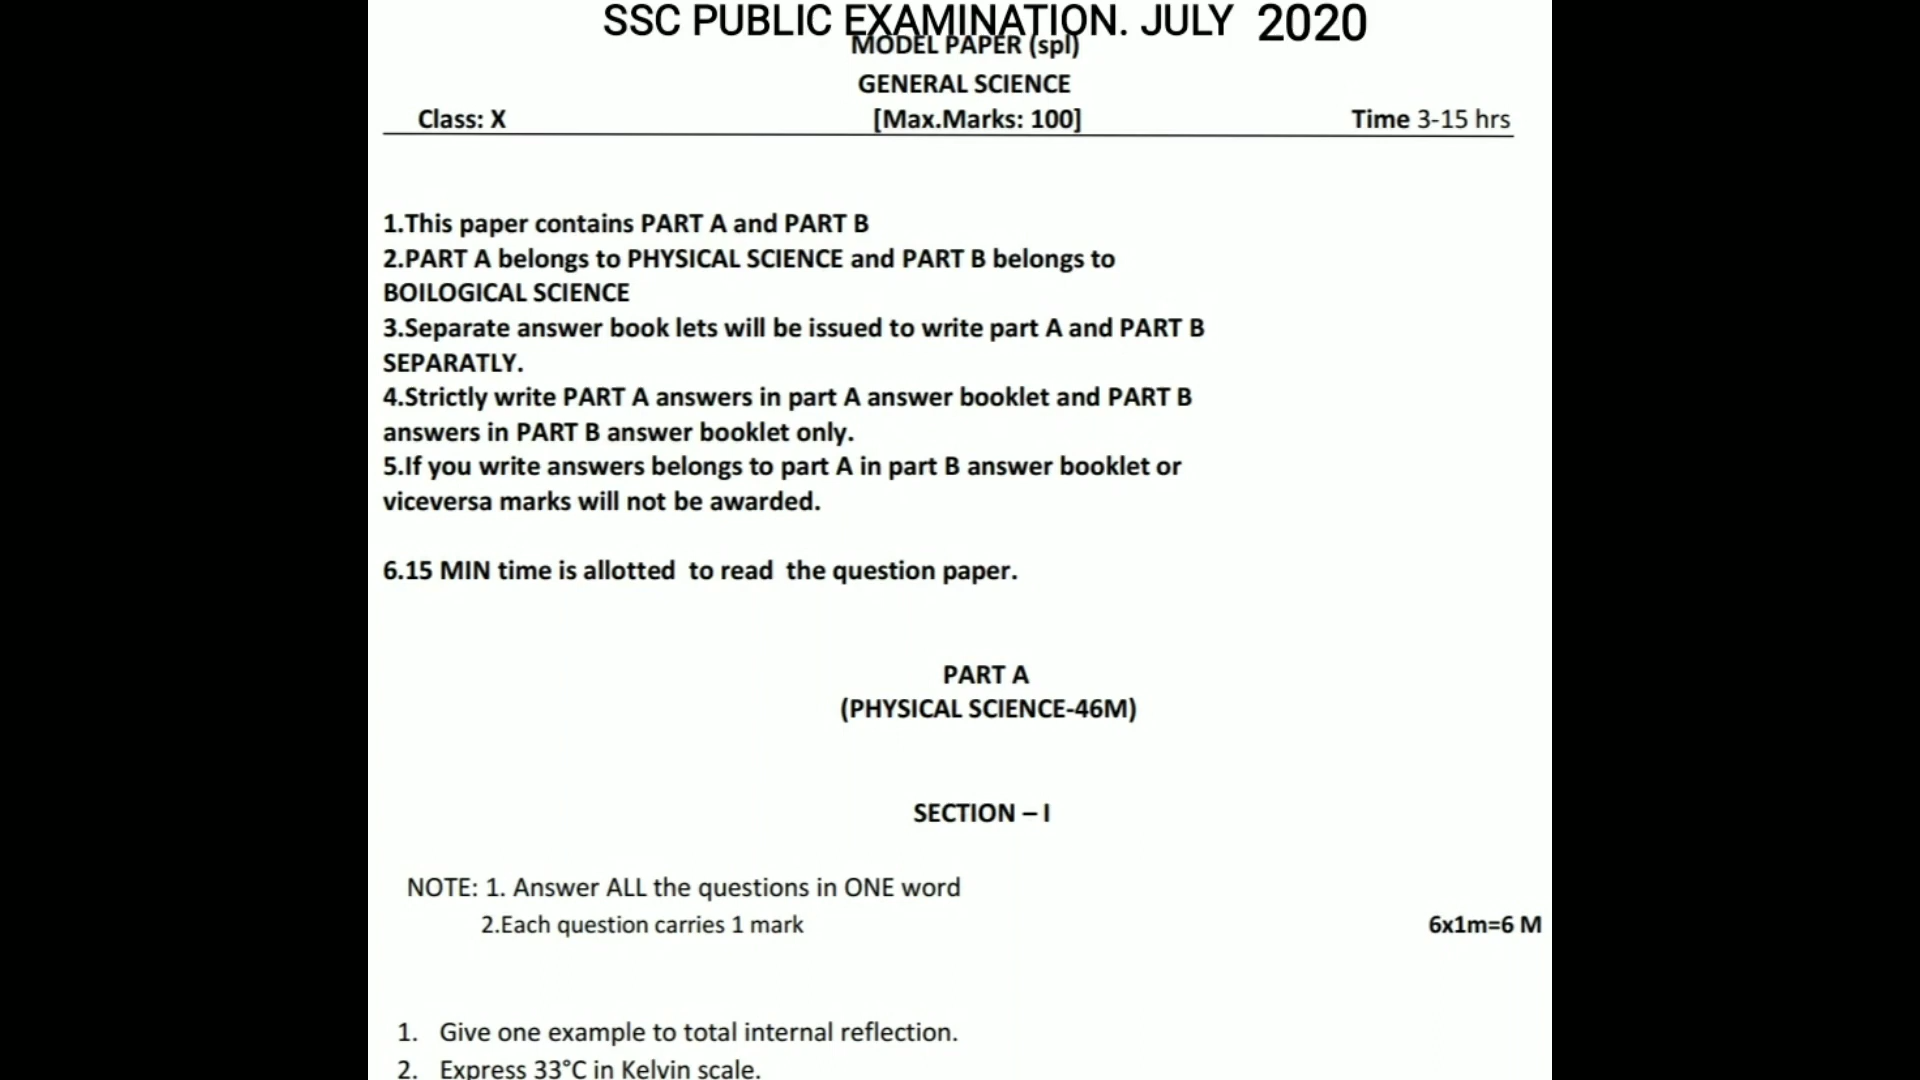 SSC PUBLIC EXAMINATION. JULY 2020
MODEL PAPER (spl)
GENERAL SCIENCE
Class: X [Max.Marks: 100] Time 3-15 hrs
1.This paper contains PART A and PART B
2.PART A belongs to PHYSICAL SCIENCE and PART B belongs to
BOILOGICAL SCIENCE
3.Separate answer book lets will be issued to write part A and PART B
SEPARATLY.
4.Strictly write PART A answers in part A answer booklet and PART B
answers in PART B answer booklet only.
5.If you write answers belongs to part A in part B answer booklet or
viceversa marks will not be awarded.
6.15 MIN time is allotted to read the question paper.
PART A
(PHYSICAL SCIENCE-46M)
SECTION – I
NOTE: 1. Answer ALL the questions in ONE word
2.Each question carries 1 mark 6x1m=6 M
1. Give one example to total internal reflection.
2. Express 33°C in Kelvin scale.